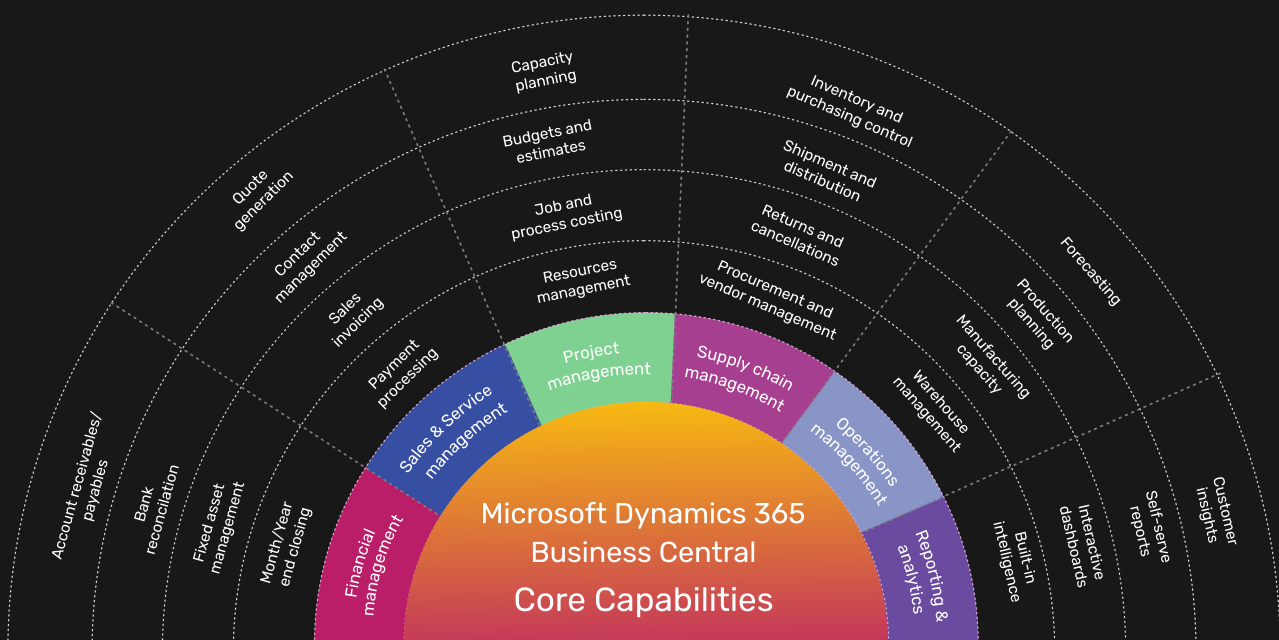 Microsoft Dynamics 365
Business Central
Core Capabilities
Financial
management
Month/Year
end closing
Fixed asset
management
Bank
reconcilation
Account receivables/
payables
Sales & Service
management
Payment
processing
Sales
invoicing
Contact
management
Quote
generation
Project
management
Resources
management
Job and
process costing
Budgets and
estimates
Capacity
planning
Supply chain
management
Procurement and
vendor management
Returns and
cancellations
Shipment and
distribution
Inventory and
purchasing control
Operations
management
Warehouse
management
Manufacturing
capacity
Production
planning
Forecasting
Reporting &
analytics
Built-in
intelligence
Interactive
dashboards
Self-serve
reports
Customer
insights